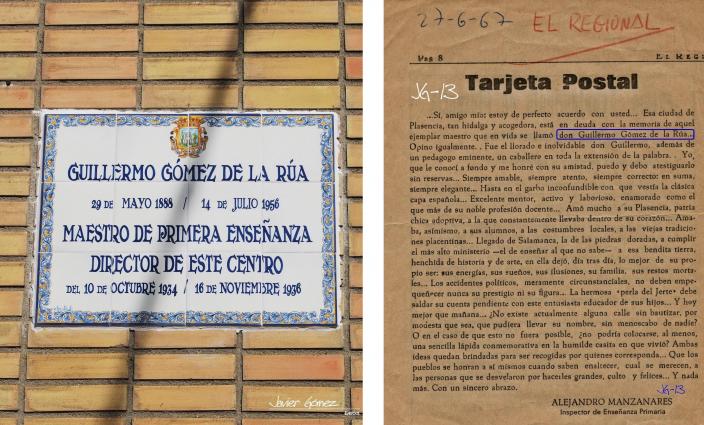 GUILLERMO GÓMEZ DE LA RÚA
29 DE MAYO 1888 / 14 DE JULIO 1956
MAESTRO DE PRIMERA ENSEÑANZA
DIRECTOR DE ESTE CENTRO
DEL 10 DE OCTUBRE 1934 / 16 DE NOVIEMBRE 1936
Javier Gómez
27-6-67 EL REGIONAL
Pag 8 EL REGI
JG-13
Tarjeta Postal
...Sí, amigo mío: estoy de perfecto acuerdo con usted... Esa ciudad de
Plasencia, tan hidalga y acogedora, está en deuda con la memoria de aquel
ejemplar maestro que en vida se llamó don Guillermo Gómez de la Rúa...
Opino igualmente. . Fue el llorado e inolvidable don Guillermo, además de
un pedagogo eminente, un caballero en toda la extensión de la palabra. . Yo,
que le conocí a fondo y me honré con su amistad, puedo y debo atestiguarlo
sin reservas... Siempre amable, siempre atento, siempre correcto: en suma,
siempre elegante... Hasta en el garbo inconfundible con que vestía la clásica
capa española... Excelente mentor, activo y laborioso, enamorado como el
que más de su noble profesión docente... Amó mucho a su Plasencia, patria
chica adoptiva, a la que constantemente llevaba dentro de su corazón... Ama-
ba, asimismo, a sus alumnos, a las costumbres locales, a las viejas tradicio-
nes placentinas... Llegado de Salamanca, la de las piedras doradas, a cumplir
el más alto ministerio —el de enseñar al que no sabe— a esa bendita tierra,
henchida de historia y de arte, en ella dejó, día tras día, lo mejor de su pro-
pio ser: sus energías, sus sueños, sus ilusiones, su familia, sus restos morta-
les... Los accidentes políticos, meramente circunstanciales, no deben empe-
queñecer nunca su prestigio ni su figura... La hermosa «perla del Jerte» debe
saldar su cuenta pendiente con este entusiasta educador de sus hijos... Y hoy
mejor que mañana... ¿No existe actualmente alguna calle sin bautizar, por
modesta que sea, que pudiera llevar su nombre, sin menoscabo de nadie?
O en el caso de que esto no fuera posible, ¿no podría colocarse, al menos,
una sencilla lápida conmemorativa en la humilde casita en que vivió? Ambas
ideas quedan brindadas para ser recogidas por quienes corresponda... Que los
pueblos se honran a sí mismos cuando saben enaltecer, cual se merecen, a
las personas que se desvelaron por hacerles grandes, culto y felices... Y nada
más. Con un sincero abrazo.
JG-13
ALEJANDRO MANZANARES
Inspector de Enseñanza Primaria